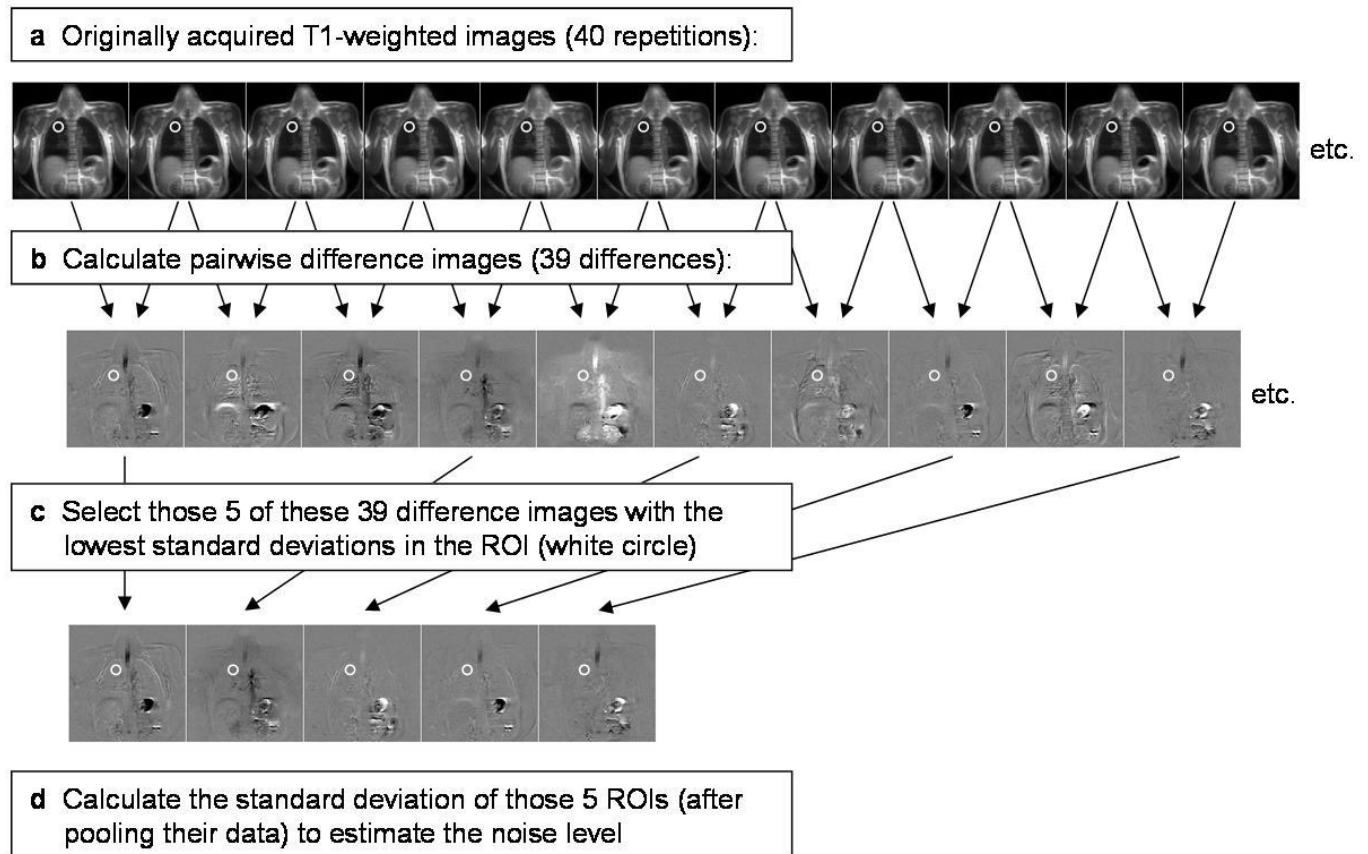 a Originally acquired T1-weighted images (40 repetitions):
etc.
b Calculate pairwise difference images (39 differences):
etc.
c Select those 5 of these 39 difference images with the
lowest standard deviations in the ROI (white circle)
d Calculate the standard deviation of those 5 ROIs (after
pooling their data) to estimate the noise level